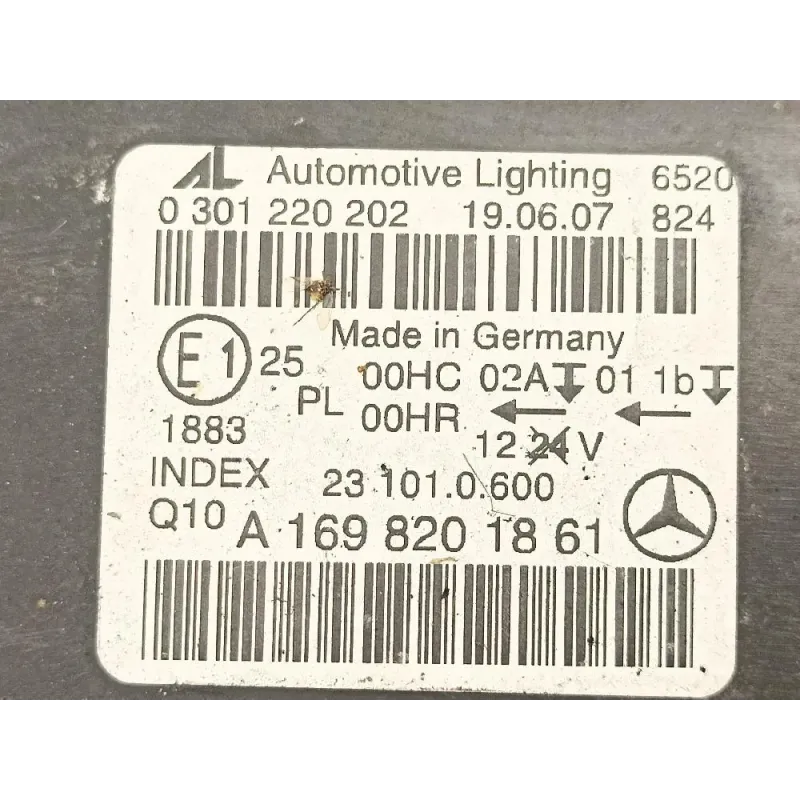 AL Automotive Lighting 6520
0 301 220 202 19.06.07 824
Made in Germany
E1 25 00HC 02A 01 1b
PL 00HR
1883 12 24 V
INDEX 23 101.0.600
Q10 A 169 820 18 61